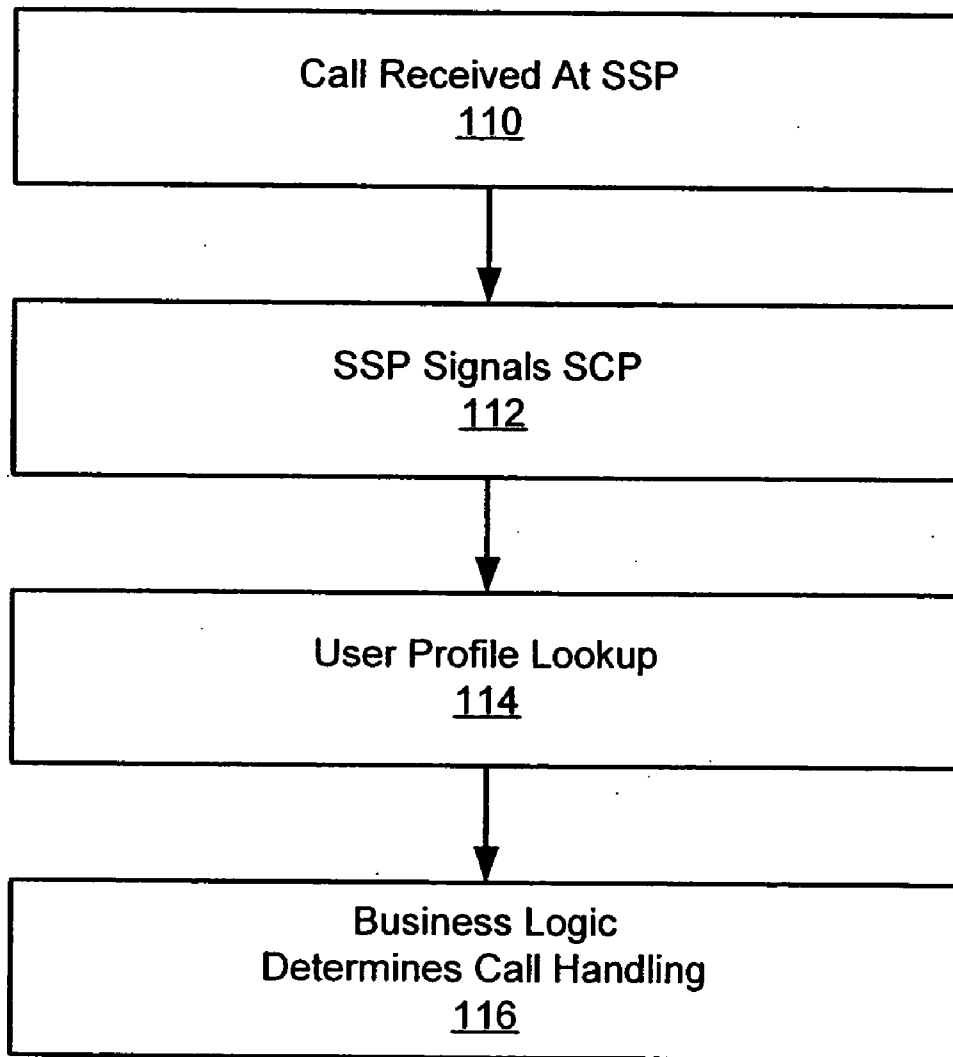 Call Received At SSP
110
SSP Signals SCP
112
User Profile Lookup
114
Business Logic
Determines Call Handling
116